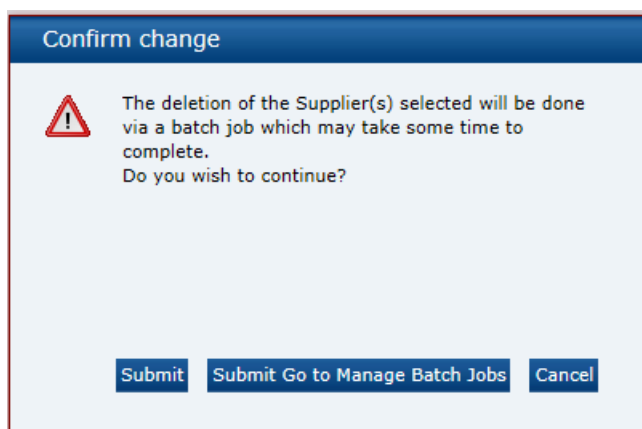 Confirm change
The deletion of the Supplier(s) selected will be done
via a batch job which may take some time to
complete.
Do you wish to continue?
Submit Submit Go to Manage Batch Jobs Cancel